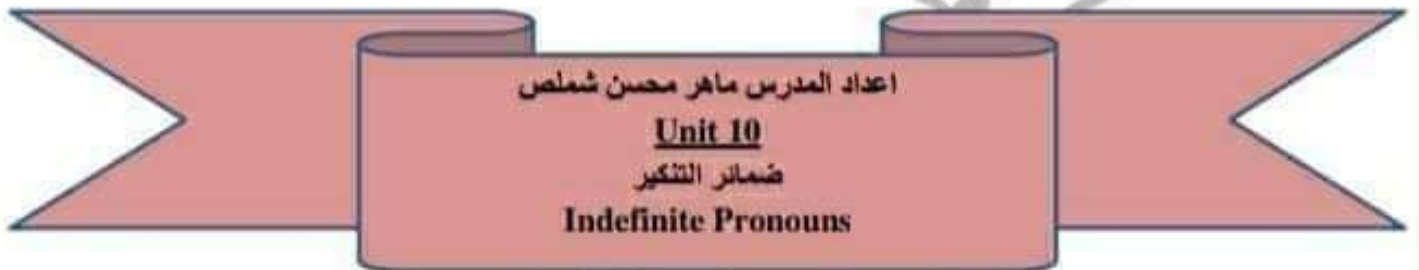 اعداد المدرس ماهر محسن شملص
Unit 10
ضمائر التنكير
Indefinite Pronouns